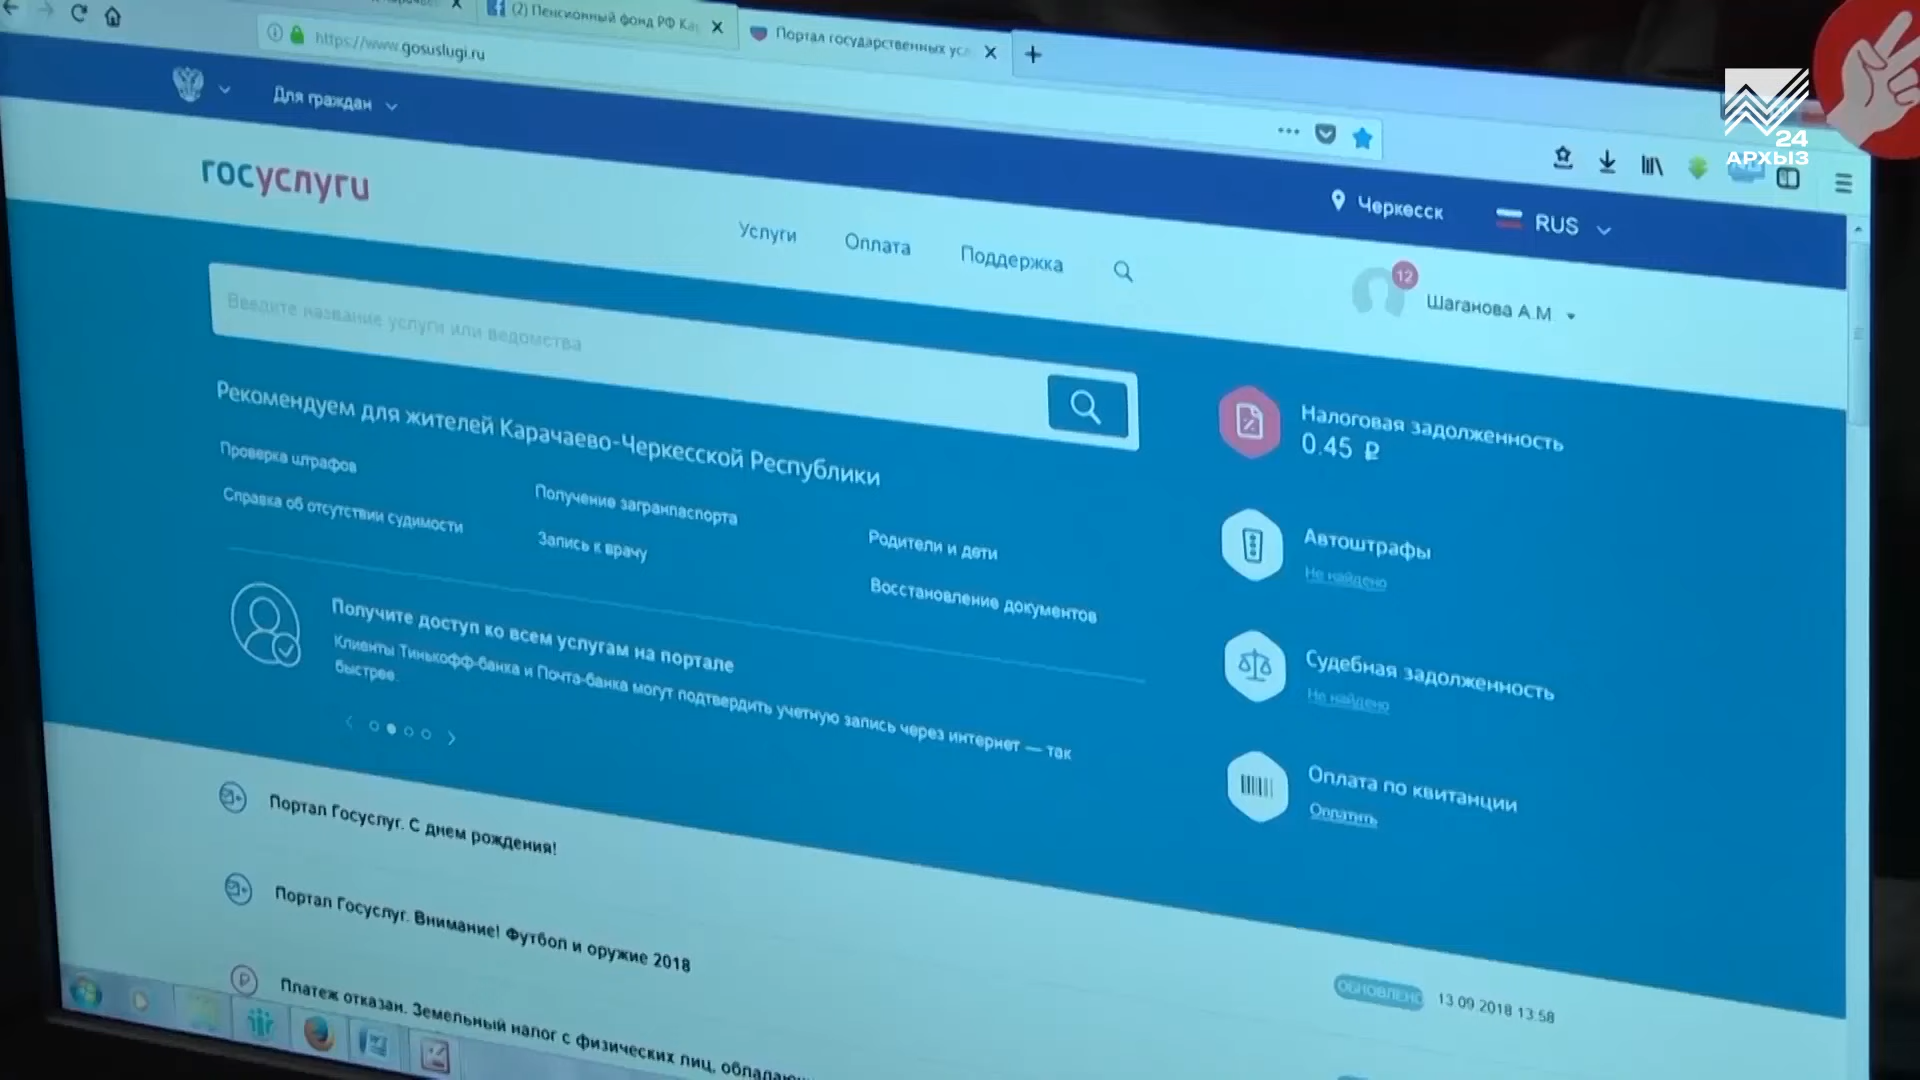 (2) Пенсионный фонд РФ Ка
Портал государственных усл
https://www.gosuslugi.ru
Для граждан
24
АРХЫЗ
Черкесск
RUS
госуслуги
Услуги
Оплата
Поддержка
12
Шаганова А.М.
Введите название услуги или ведомства
Рекомендуем для жителей Карачаево-Черкесской Республики
Проверка штрафов
Получение загранпаспорта
Родители и дети
Справка об отсутствии судимости
Запись к врачу
Восстановление документов
Получите доступ ко всем услугам на портале
Клиенты Тинькофф-банка и Почта-банка могут подтвердить учетную запись через интернет — так
быстрее.
Налоговая задолженность
0.45 ₽
Автоштрафы
Не найдено
Судебная задолженность
Не найдено
Оплата по квитанции
Оплатить
Портал Госуслуг. С днем рождения!
Портал Госуслуг. Внимание! Футбол и оружие 2018
Платеж отказан. Земельный налог с физических лиц, обладаю
ОБНОВЛЕНО
13.09.2018 13:58